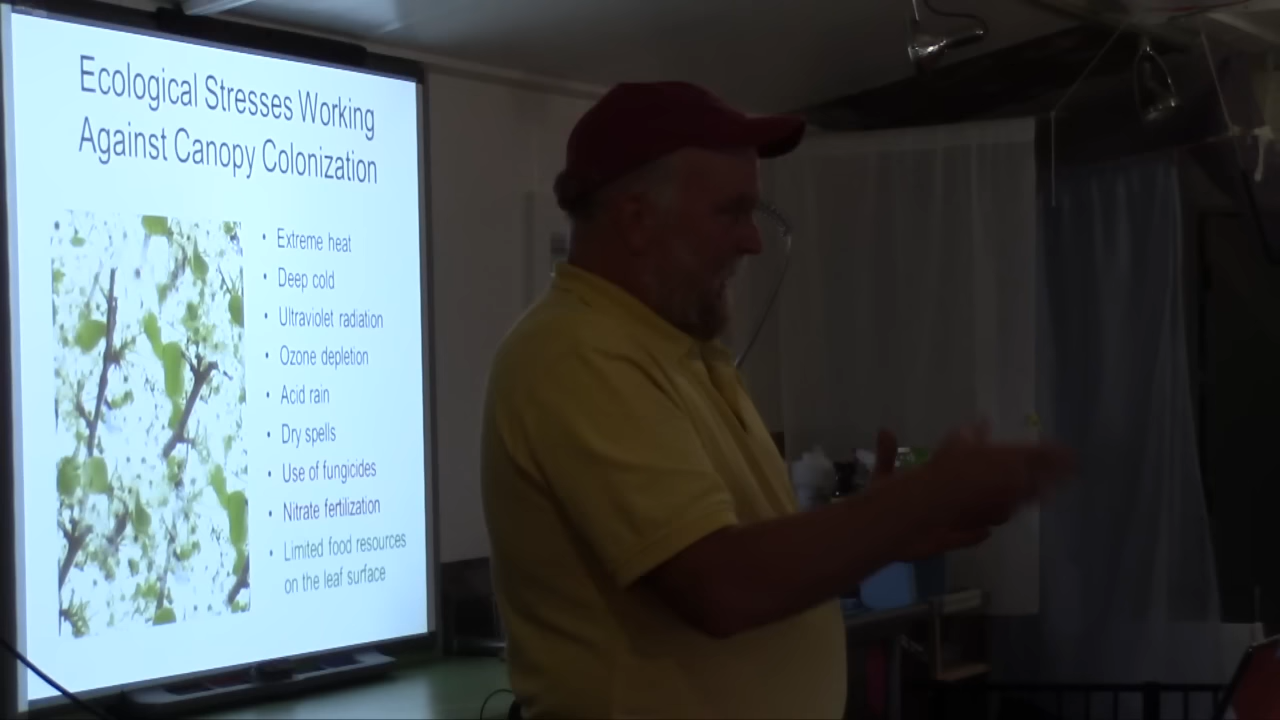 Ecological Stresses Working
Against Canopy Colonization
• Extreme heat
• Deep cold
• Ultraviolet radiation
• Ozone depletion
• Acid rain
• Dry spells
• Use of fungicides
• Nitrate fertilization
• Limited food resources
on the leaf surface